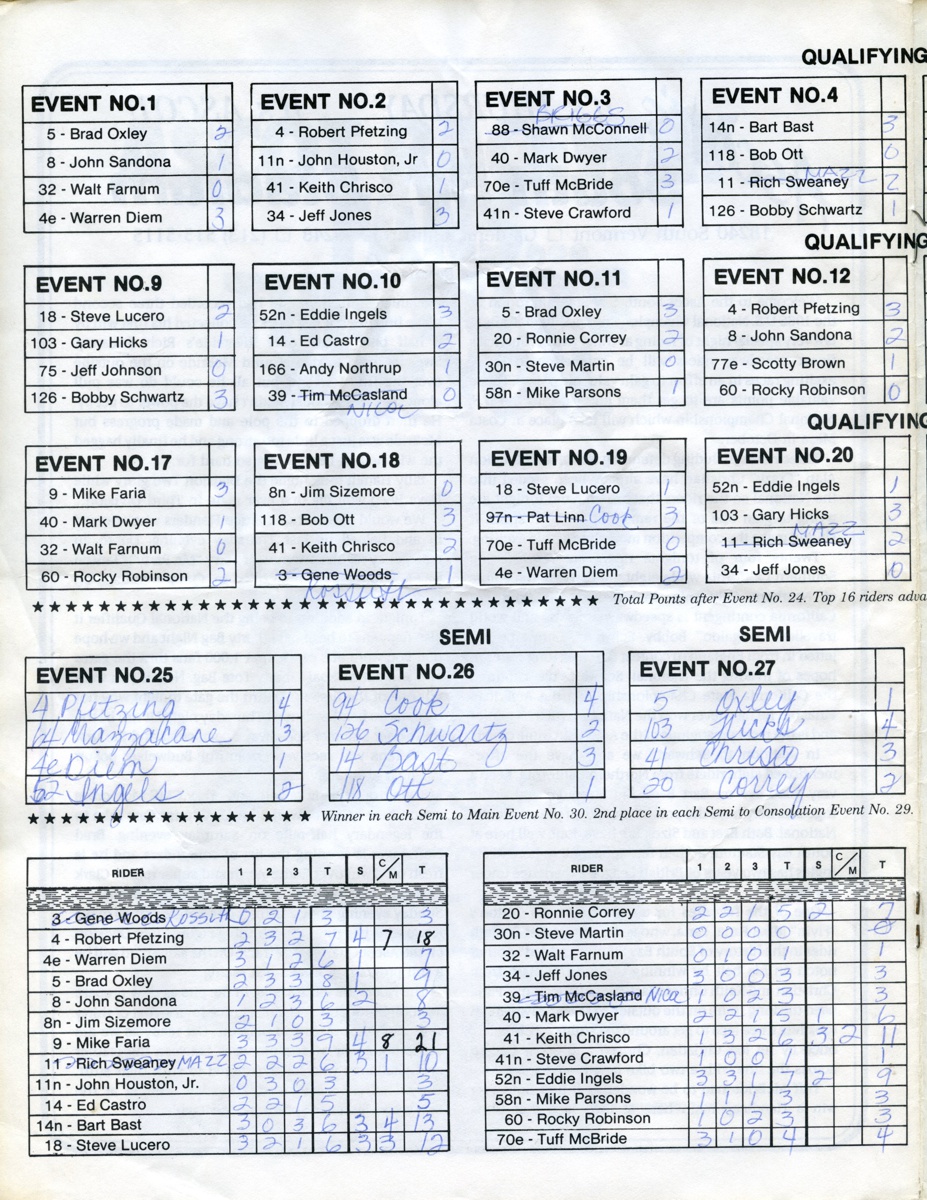 QUALIFYING
EVENT NO.1
5 - Brad Oxley 2
8 - John Sandona 1
32 - Walt Farnum 0
4e - Warren Diem 3
EVENT NO.2
4 - Robert Pfetzing 2
11n - John Houston, Jr 0
41 - Keith Chrisco 1
34 - Jeff Jones 3
EVENT NO.3
BRIGGS
88 - Shawn McConnell 0
40 - Mark Dwyer 2
70e - Tuff McBride 3
41n - Steve Crawford 1
EVENT NO.4
14n - Bart Bast 3
118 - Bob Ott 0
MAZZ
11 - Rich Sweaney 2
126 - Bobby Schwartz 1
QUALIFYING
EVENT NO.9
18 - Steve Lucero 2
103 - Gary Hicks 1
75 - Jeff Johnson 0
126 - Bobby Schwartz 3
EVENT NO.10
52n - Eddie Ingels 3
14 - Ed Castro 2
166 - Andy Northrup 1
39 - Tim McCasland 0
NICOL
EVENT NO.11
5 - Brad Oxley 3
20 - Ronnie Correy 2
30n - Steve Martin 0
58n - Mike Parsons 1
EVENT NO.12
4 - Robert Pfetzing 3
8 - John Sandona 2
77e - Scotty Brown 1
60 - Rocky Robinson 0
QUALIFYING
EVENT NO.17
9 - Mike Faria 3
40 - Mark Dwyer 1
32 - Walt Farnum 0
60 - Rocky Robinson 2
EVENT NO.18
8n - Jim Sizemore 0
118 - Bob Ott 3
41 - Keith Chrisco 2
3 - Gene Woods 1
Kossuth
EVENT NO.19
18 - Steve Lucero 1
97n - Pat Linn Cook 3
70e - Tuff McBride 0
4e - Warren Diem 2
EVENT NO.20
52n - Eddie Ingels 1
103 - Gary Hicks 3
MAZZ
11 - Rich Sweaney 2
34 - Jeff Jones 0
★★★★★★★★★★★★★★★★★★★★★★★★★★★★★★★★★★★★ Total Points after Event No. 24. Top 16 riders adva
SEMI
SEMI
EVENT NO.25
4 Pfetzing 4
Mazzacane 3
4e Diem 1
52 Ingels 2
EVENT NO.26
94 Cook 4
126 Schwartz 2
14 Bast 3
118 Ott 1
EVENT NO.27
5 Oxley 1
103 Hicks 4
41 Chrisco 3
20 Correy 2
★★★★★★★★★★★★★★★★★★ Winner in each Semi to Main Event No. 30. 2nd place in each Semi to Consolation Event No. 29.
RIDER 1 2 3 T S C/M T
3 - Gene Woods Kossuth 0 2 1 3 3
4 - Robert Pfetzing 2 3 2 7 4 7 18
4e - Warren Diem 3 1 2 6 1 7
5 - Brad Oxley 2 3 3 8 1 9
8 - John Sandona 1 2 3 6 2 8
8n - Jim Sizemore 2 1 0 3 3
9 - Mike Faria 3 3 3 9 4 8 21
11 - Rich Sweaney MAZZ 2 2 2 6 3 1 10
11n - John Houston, Jr. 0 3 0 3 3
14 - Ed Castro 2 2 1 5 5
14n - Bart Bast 3 0 3 6 3 4 13
18 - Steve Lucero 3 2 1 6 3 3 12
RIDER 1 2 3 T S C/M T
20 - Ronnie Correy 2 2 1 5 2 7
30n - Steve Martin 0 0 0 0 0
32 - Walt Farnum 0 1 0 1 1
34 - Jeff Jones 3 0 0 3 3
39 - Tim McCasland Nico 1 0 2 3 3
40 - Mark Dwyer 2 2 1 5 1 6
41 - Keith Chrisco 1 3 2 6 3 2 11
41n - Steve Crawford 1 0 0 1 1
52n - Eddie Ingels 3 3 1 7 2 9
58n - Mike Parsons 1 1 1 3 3
60 - Rocky Robinson 1 0 2 3 3
70e - Tuff McBride 3 1 0 4 4